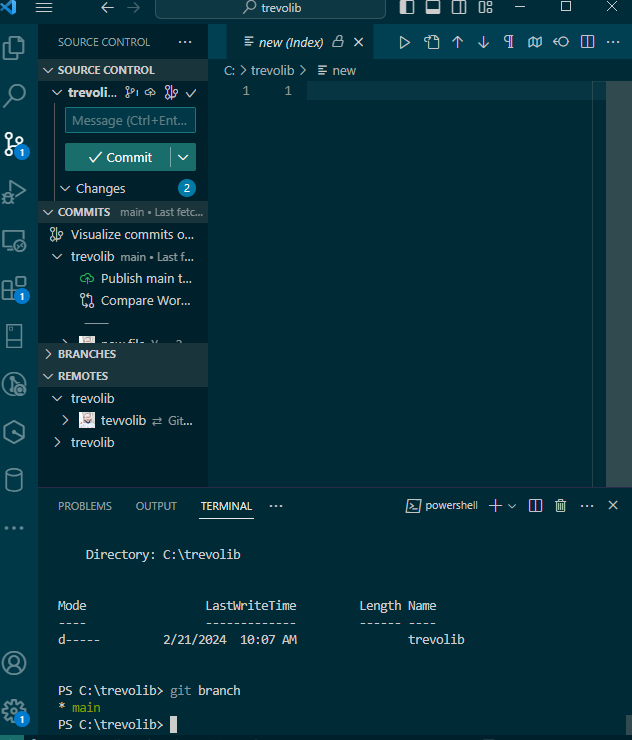 trevolib
SOURCE CONTROL ...
new (Index)
SOURCE CONTROL
C: > trevolib > new
trevoli...
1 1
Message (Ctrl+Ent...
Commit
1
Changes 2
COMMITS main • Last fetc...
Visualize commits o...
trevolib main • Last f...
Publish main t...
1
Compare Wor...
BRANCHES
REMOTES
trevolib
tevvolib ⇄ Git...
trevolib
PROBLEMS OUTPUT TERMINAL ... powershell
Directory: C:\trevolib
Mode LastWriteTime Length Name
---- ------------- ------ ----
d----- 2/21/2024 10:07 AM trevolib
PS C:\trevolib> git branch
* main
1
PS C:\trevolib>